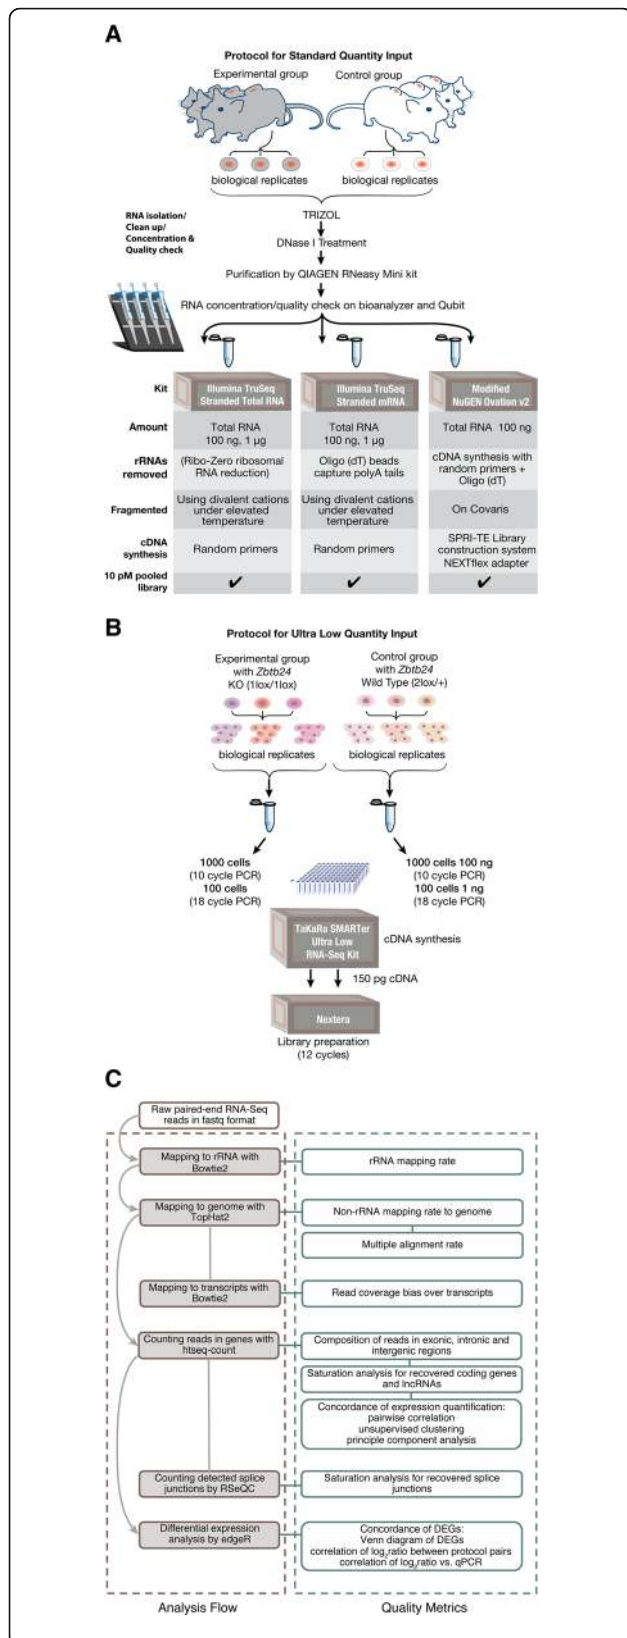 A
Protocol for Standard Quantity Input
Experimental group
Control group
biological replicates
biological replicates
RNA isolation/
Clean up/
Concentration &
Quality check
TRIZOL
DNase I Treatment
Purification by QIAGEN RNeasy Mini kit
RNA concentration/quality check on bioanalyzer and Qubit
Kit
Illumina TruSeq
Stranded Total RNA
Illumina TruSeq
Stranded mRNA
Modified
NuGEN Ovation v2
Amount
Total RNA
100 ng, 1 µg
Total RNA
100 ng, 1 µg
Total RNA 100 ng
rRNAs
removed
(Ribo-Zero ribosomal
RNA reduction)
Oligo (dT) beads
capture polyA tails
cDNA synthesis with
random primers +
Oligo (dT)
Fragmented
Using divalent cations
under elevated
temperature
Using divalent cations
under elevated
temperature
On Covaris
cDNA
synthesis
Random primers
Random primers
SPRI-TE Library
construction system
NEXTflex adapter
10 pM pooled
library
✓
✓
✓
B
Protocol for Ultra Low Quantity Input
Experimental group
with Zbtb24
KO (1lox/1lox)
Control group
with Zbtb24
Wild Type (2lox/+)
biological replicates
biological replicates
1000 cells
(10 cycle PCR)
100 cells
(18 cycle PCR)
1000 cells 100 ng
(10 cycle PCR)
100 cells 1 ng
(18 cycle PCR)
TaKaRa SMARTer
Ultra Low
RNA-Seq Kit
cDNA synthesis
150 pg cDNA
Nextera
Library preparation
(12 cycles)
C
Raw paired-end RNA-Seq
reads in fastq format
Mapping to rRNA with
Bowtie2
rRNA mapping rate
Mapping to genome with
TopHat2
Non-rRNA mapping rate to genome
Multiple alignment rate
Mapping to transcripts with
Bowtie2
Read coverage bias over transcripts
Counting reads in genes with
htseq-count
Composition of reads in exonic, intronic and
intergenic regions
Saturation analysis for recovered coding genes
and lncRNAs
Concordance of expression quantification:
pairwise correlation
unsupervised clustering
principle component analysis
Counting detected splice
junctions by RSeQC
Saturation analysis for recovered splice
junctions
Differential expression
analysis by edgeR
Concordance of DEGs:
Venn diagram of DEGs
correlation of log₂ratio between protocol pairs
correlation of log₂ratio vs. qPCR
Analysis Flow
Quality Metrics